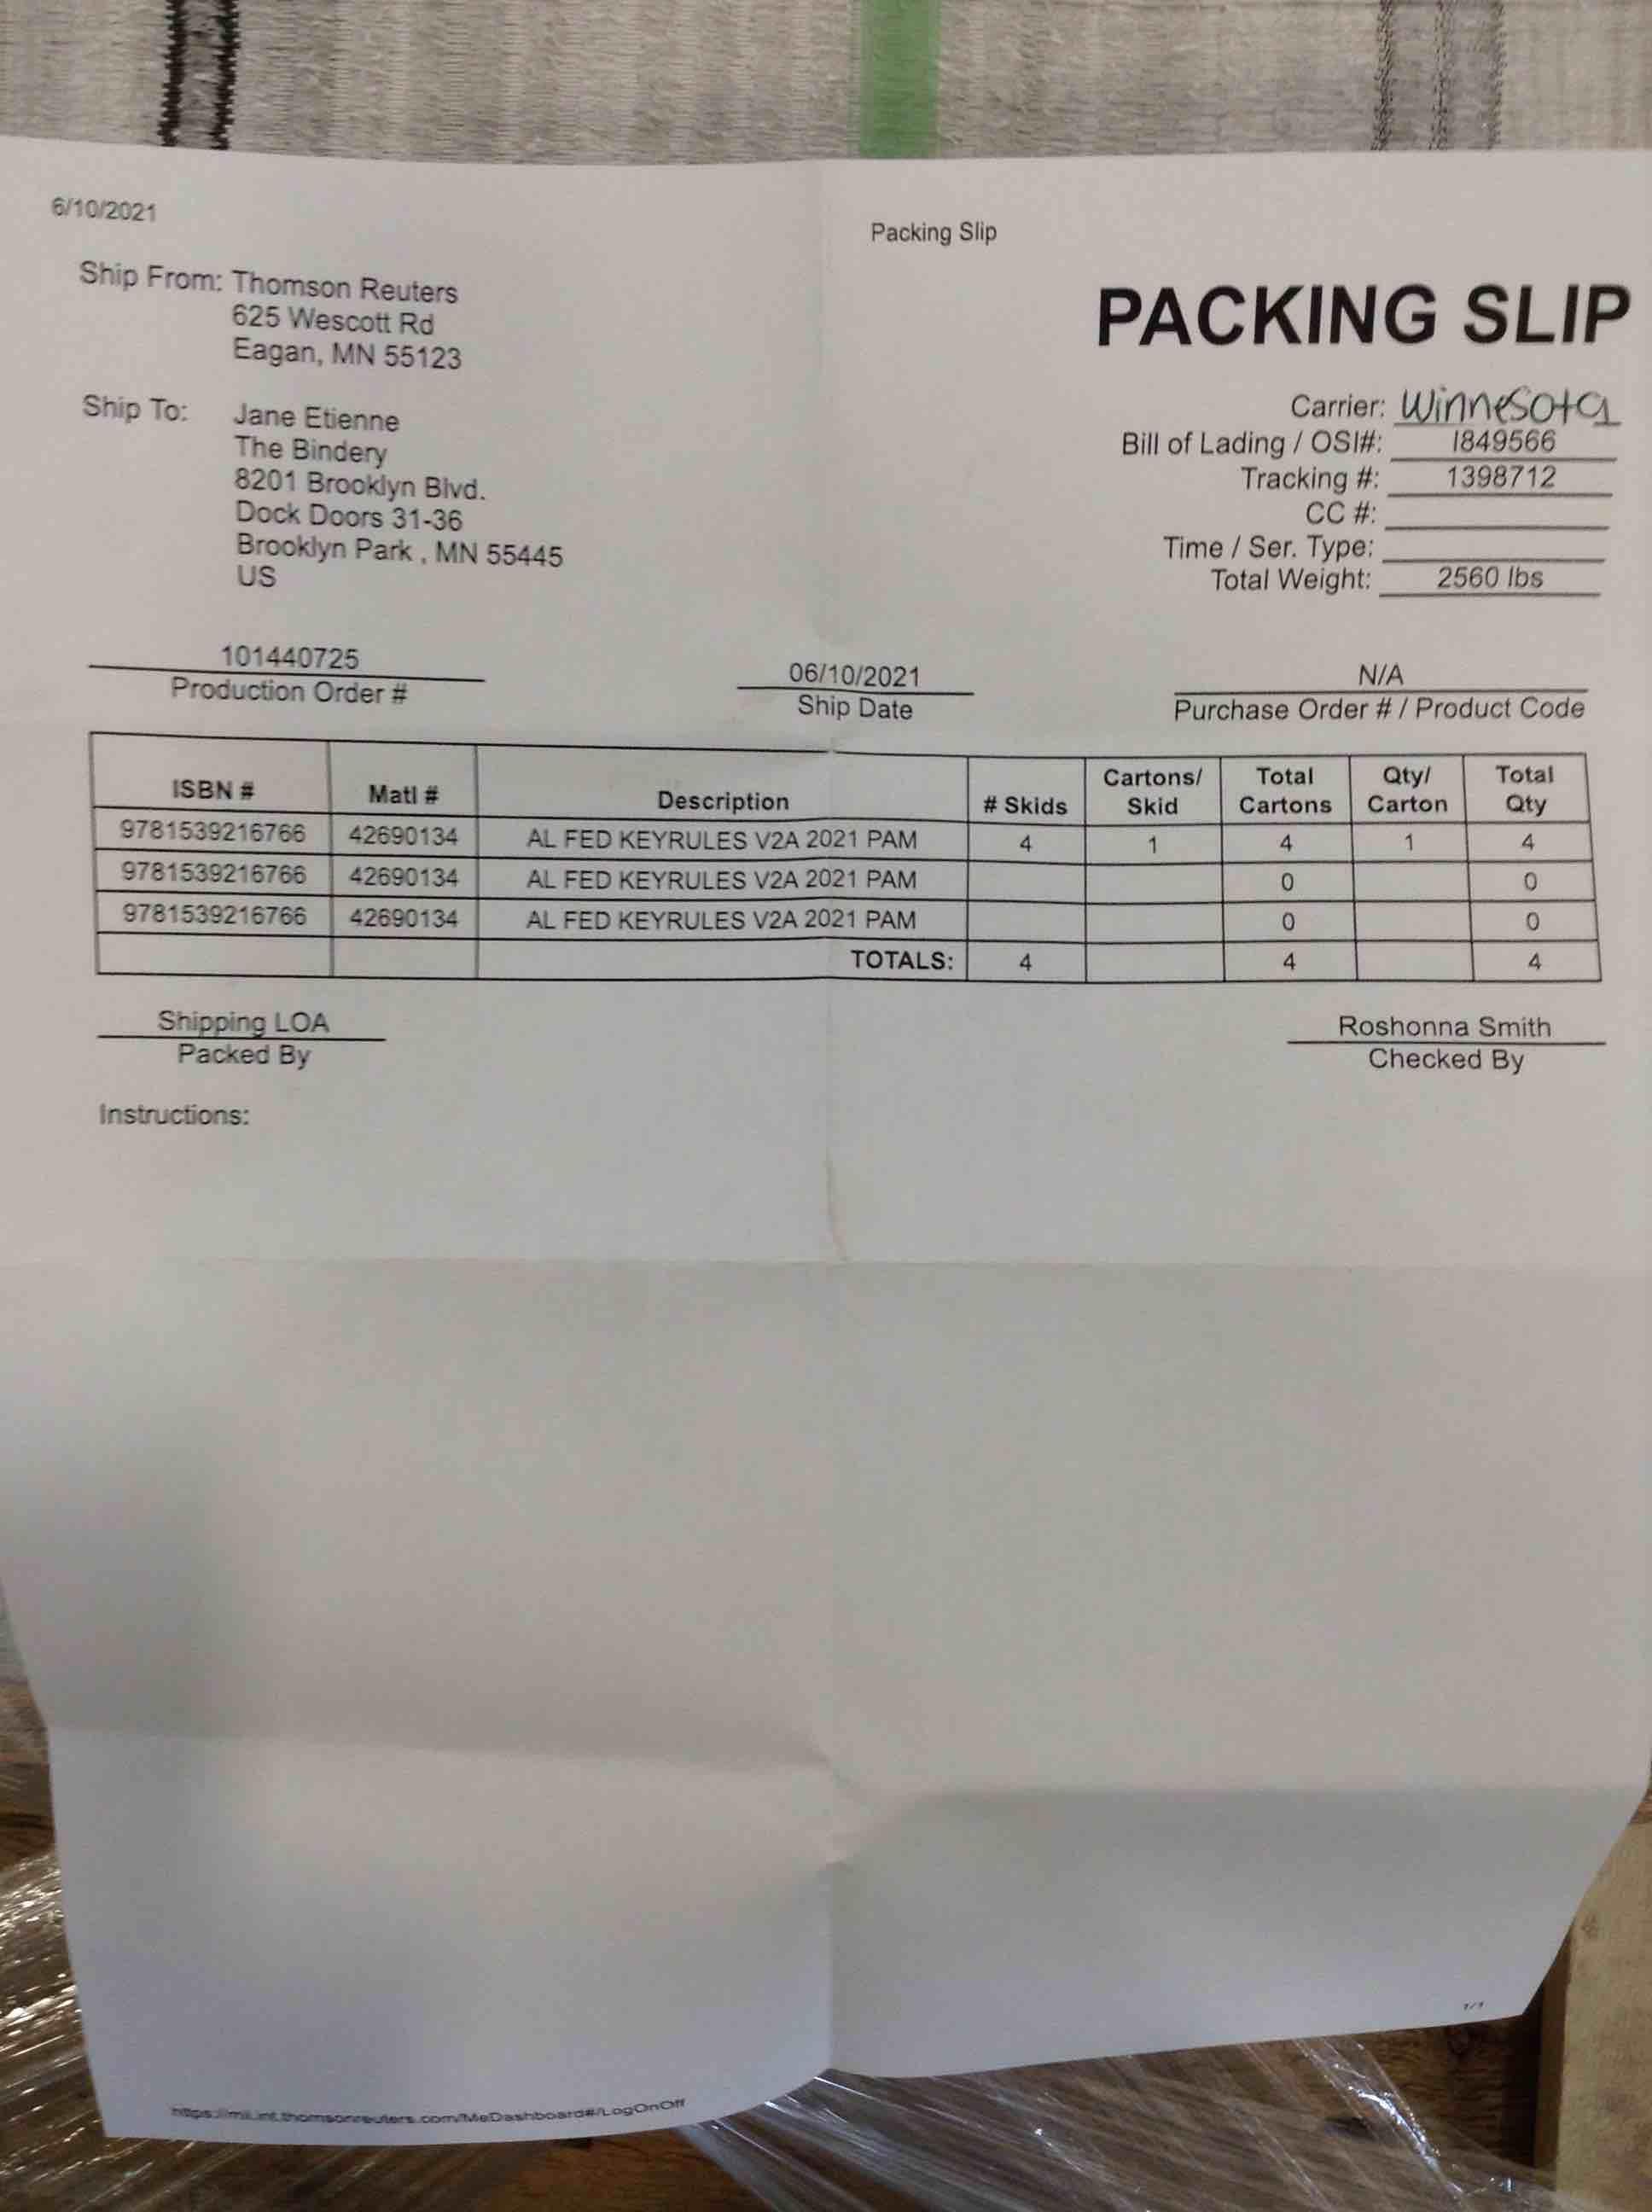 6/10/2021
Packing Slip
Ship From: Thomson Reuters
625 Wescott Rd
Eagan, MN 55123
PACKING SLIP
Ship To: Jane Etienne
The Bindery
8201 Brooklyn Blvd.
Dock Doors 31-36
Brooklyn Park , MN 55445
US
Carrier: Winnesota
Bill of Lading / OSI#: 1849566
Tracking #: 1398712
CC #:
Time / Ser. Type:
Total Weight: 2560 lbs
101440725
Production Order #
06/10/2021
Ship Date
N/A
Purchase Order # / Product Code
ISBN # Matl # Description # Skids Cartons/ Skid Total Cartons Qty/ Carton Total Qty
9781539216766 42690134 AL FED KEYRULES V2A 2021 PAM 4 1 4 1 4
9781539216766 42690134 AL FED KEYRULES V2A 2021 PAM 0 0
9781539216766 42690134 AL FED KEYRULES V2A 2021 PAM 0 0
TOTALS: 4 4 4
Shipping LOA
Packed By
Roshonna Smith
Checked By
Instructions:
1/1